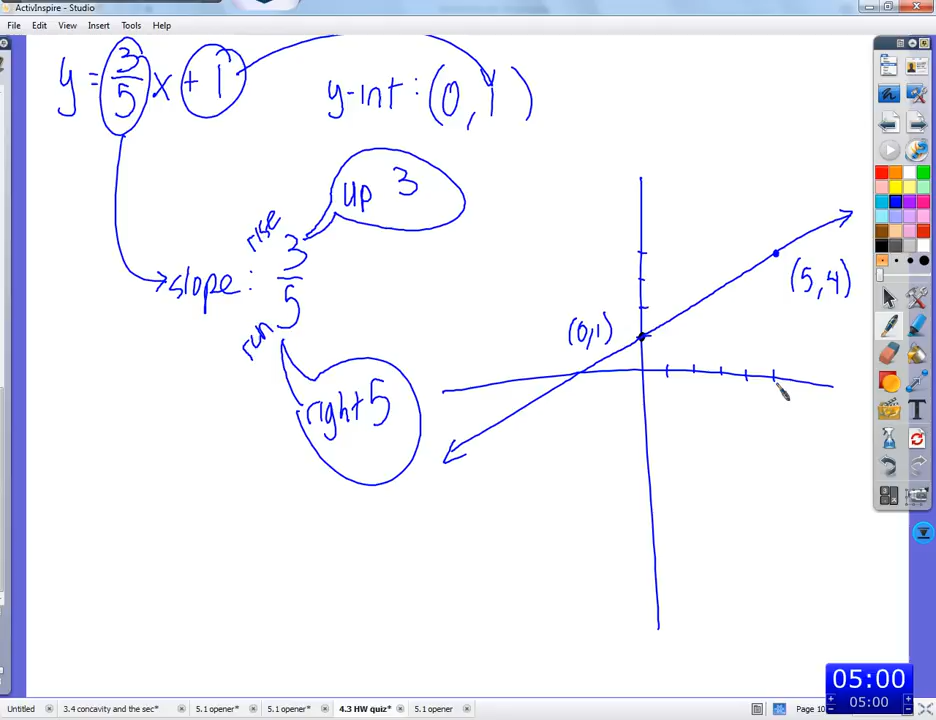 ActivInspire - Studio
File Edit View Insert Tools Help
y = 3/5 x + 1
y-int : (0, 1)
up 3
rise
slope : 3/5
run
right 5
(0,1)
(5,4)
T
05:00
05:00
Untitled 3.4 concavity and the sec* 5.1 opener* 5.1 opener* 4.3 HW quiz* 5.1 opener
Page 10